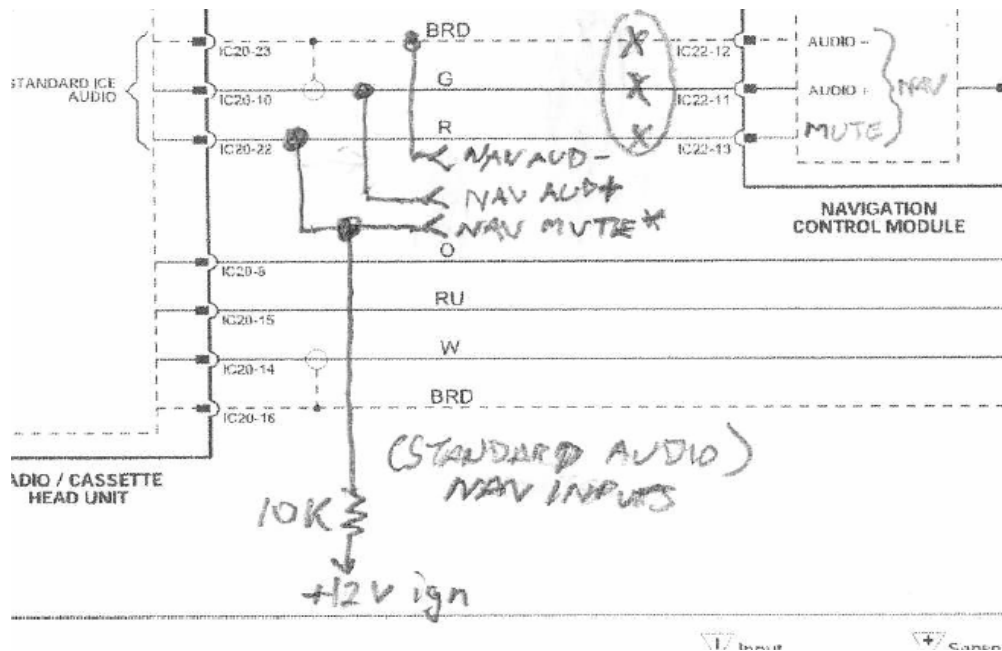 BRD
IC20-23
IC22-12
AUDIO –
STANDARD ICE
AUDIO
G
IC20-10
IC22-11
AUDIO +
NAV
R
IC20-22
IC22-13
MUTE
NAV AUD –
NAV AUD +
NAV MUTE*
NAVIGATION
CONTROL MODULE
O
RU
IC20-15
W
IC20-14
BRD
IC20-16
(STANDARD AUDIO)
NAV INPUTS
ADIO / CASSETTE
HEAD UNIT
10K
+12V ign
Input